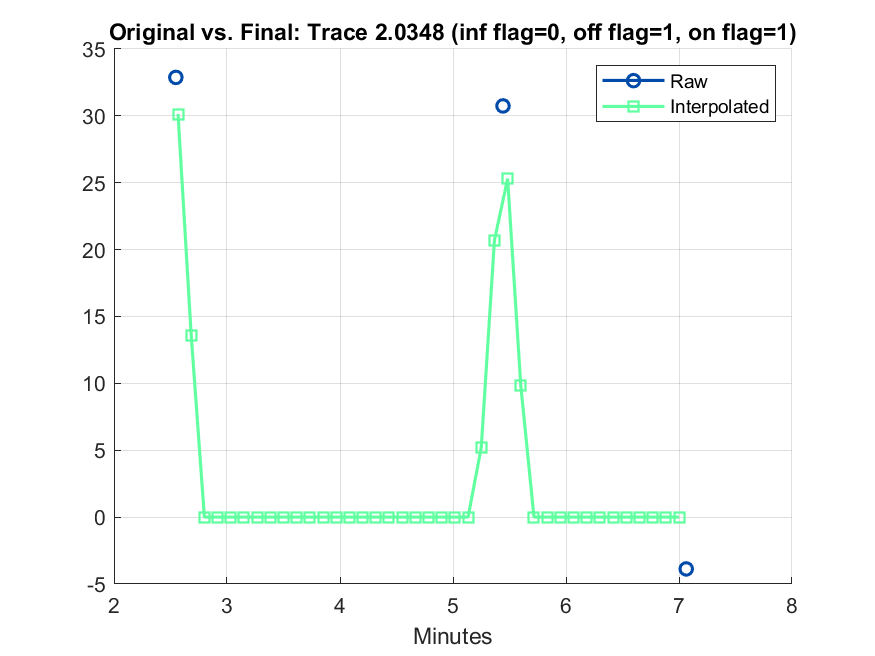 Original vs. Final: Trace 2.0348 (inf flag=0, off flag=1, on flag=1)
35
30
25
20
15
10
5
0
-5
Raw
Interpolated
2 3 4 5 6 7 8
Minutes